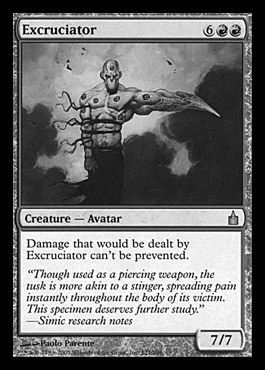 Excruciator 6
Creature — Avatar
Damage that would be dealt by
Excruciator can't be prevented.
"Though used as a piercing weapon, the
tusk is more akin to a stinger, spreading pain
instantly throughout the body of its victim.
This specimen deserves further study."
—Simic research notes
Paolo Parente
7/7